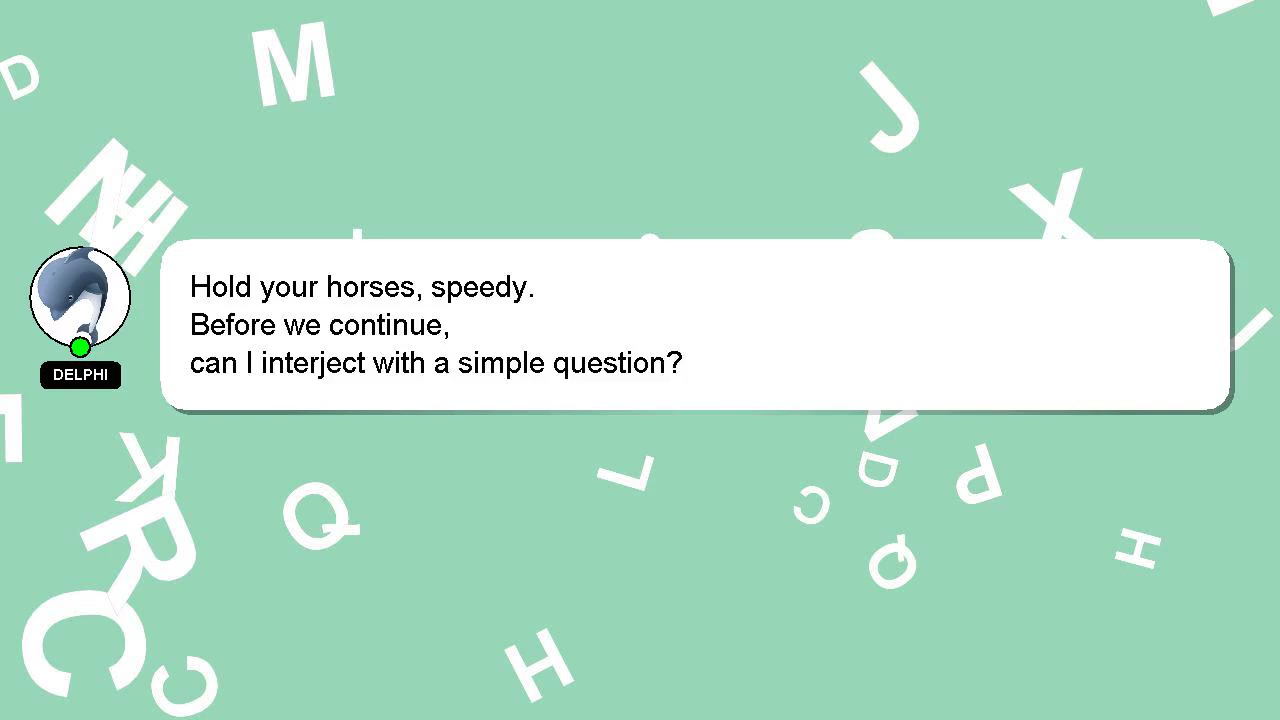 Hold your horses, speedy.
Before we continue,
can I interject with a simple question?
DELPHI
D
M
J
N
H
X
K
R
Q
L
C
D
P
Q
H
C
C
H